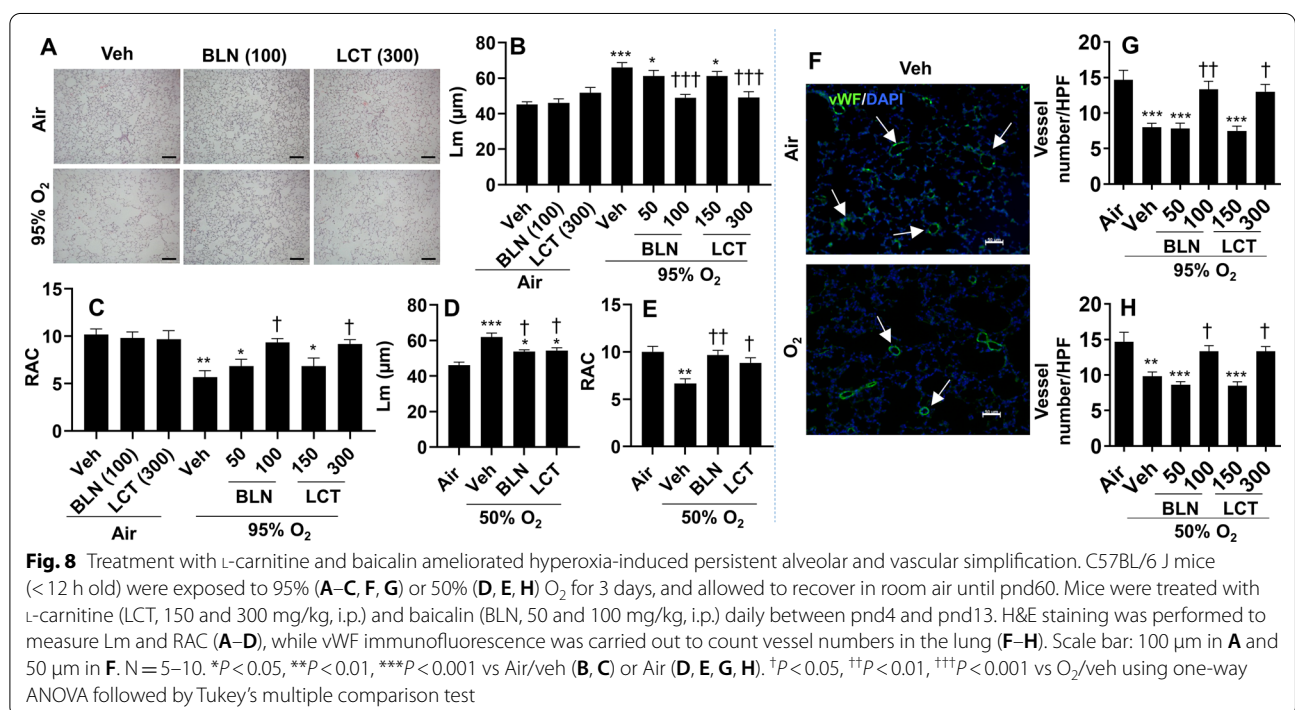 A
Veh
BLN (100)
LCT (300)
Air
95% O₂
B
Lm (µm)
80
60
40
20
0
***
*
†††
*
†††
Veh
BLN (100)
LCT (300)
Veh
50
100
150
300
BLN
LCT
Air
95% O₂
C
RAC
15
10
5
0
**
*
†
*
†
Veh
BLN (100)
LCT (300)
Veh
50
100
150
300
BLN
LCT
Air
95% O₂
D
Lm (µm)
80
60
40
20
0
***
†
*
†
*
Air
Veh
BLN
LCT
50% O₂
E
RAC
15
10
5
0
**
††
†
Air
Veh
BLN
LCT
50% O₂
F
Veh
vWF/DAPI
Air
50 µm
O₂
50 µm
G
Vessel
number/HPF
20
15
10
5
0
***
***
††
***
†
Air
Veh
50
100
150
300
BLN
LCT
95% O₂
H
Vessel
number/HPF
20
15
10
5
0
**
***
†
***
†
Air
Veh
50
100
150
300
BLN
LCT
50% O₂
Fig. 8 Treatment with L-carnitine and baicalin ameliorated hyperoxia-induced persistent alveolar and vascular simplification. C57BL/6 J mice
(< 12 h old) were exposed to 95% (A–C, F, G) or 50% (D, E, H) O₂ for 3 days, and allowed to recover in room air until pnd60. Mice were treated with
L-carnitine (LCT, 150 and 300 mg/kg, i.p.) and baicalin (BLN, 50 and 100 mg/kg, i.p.) daily between pnd4 and pnd13. H&E staining was performed to
measure Lm and RAC (A–D), while vWF immunofluorescence was carried out to count vessel numbers in the lung (F–H). Scale bar: 100 µm in A and
50 µm in F. N = 5–10. *P < 0.05, **P < 0.01, ***P < 0.001 vs Air/veh (B, C) or Air (D, E, G, H). †P < 0.05, ††P < 0.01, †††P < 0.001 vs O₂/veh using one-way
ANOVA followed by Tukey's multiple comparison test